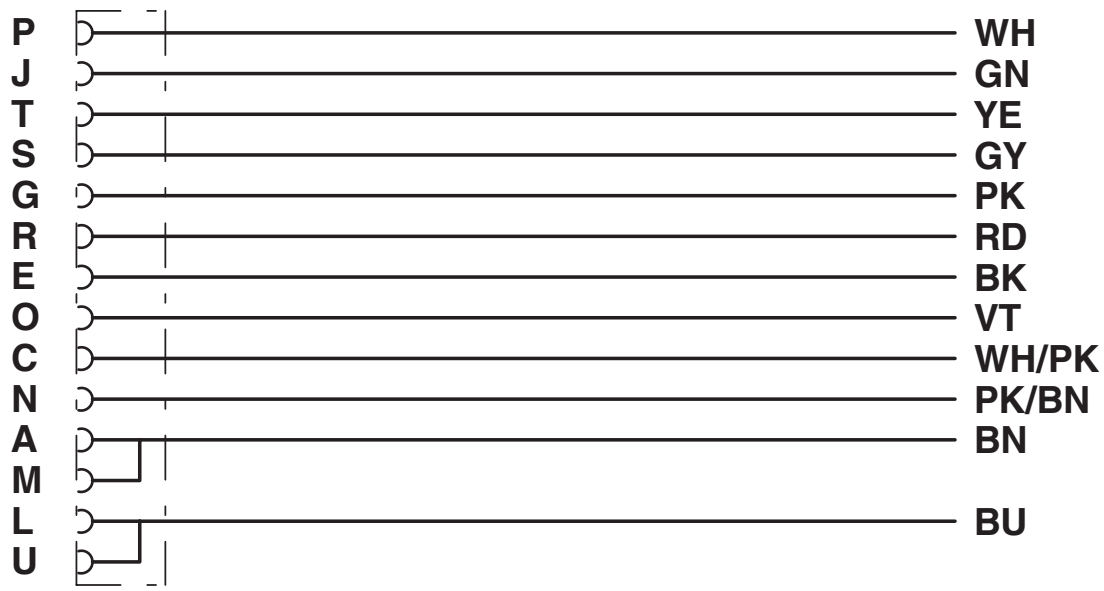 P WH
J GN
T YE
S GY
G PK
R RD
E BK
O VT
C WH/PK
N PK/BN
A BN
M
L BU
U